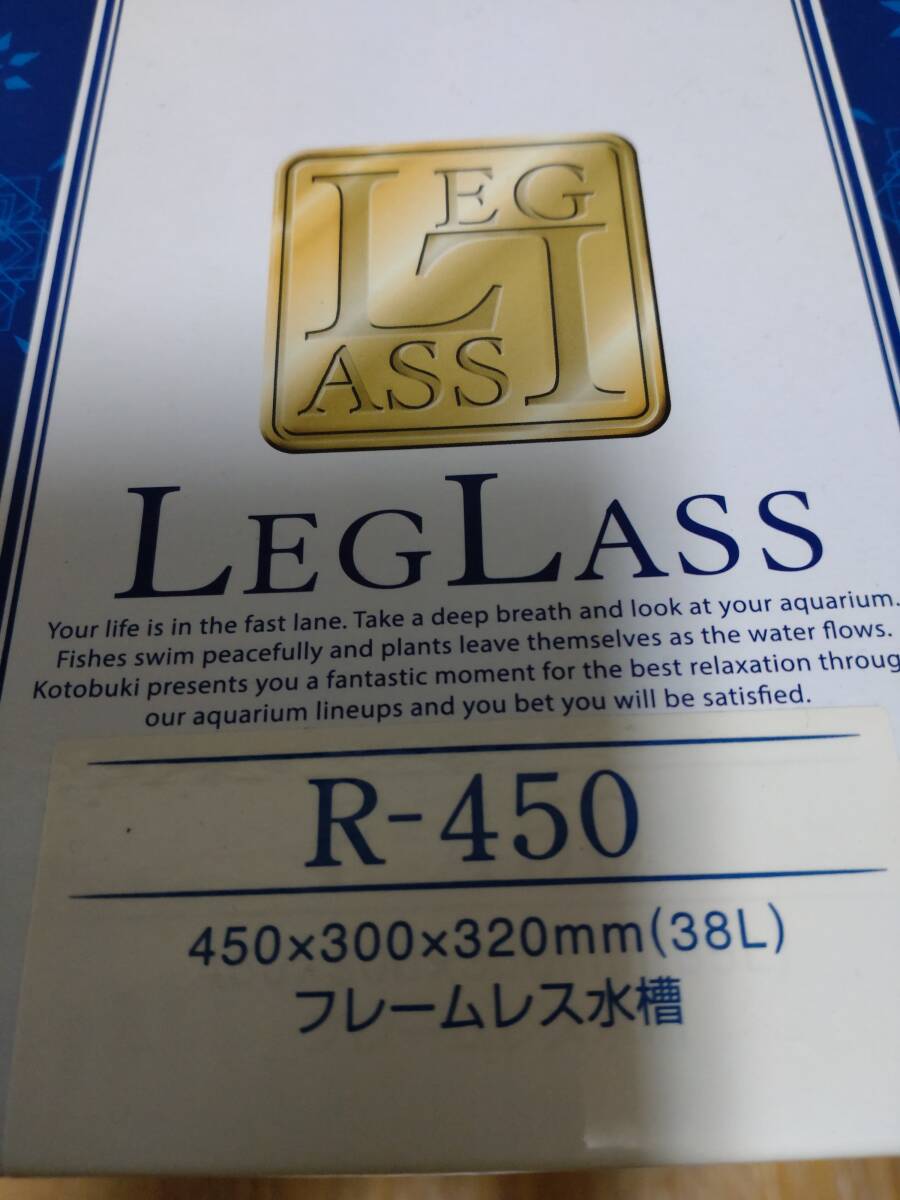 LEG
LASS
LEGLASS
Your life is in the fast lane. Take a deep breath and look at your aquarium.
Fishes swim peacefully and plants leave themselves as the water flows.
Kotobuki presents you a fantastic moment for the best relaxation throug
our aquarium lineups and you bet you will be satisfied.
R-450
450×300×320mm(38L)
フレームレス水槽